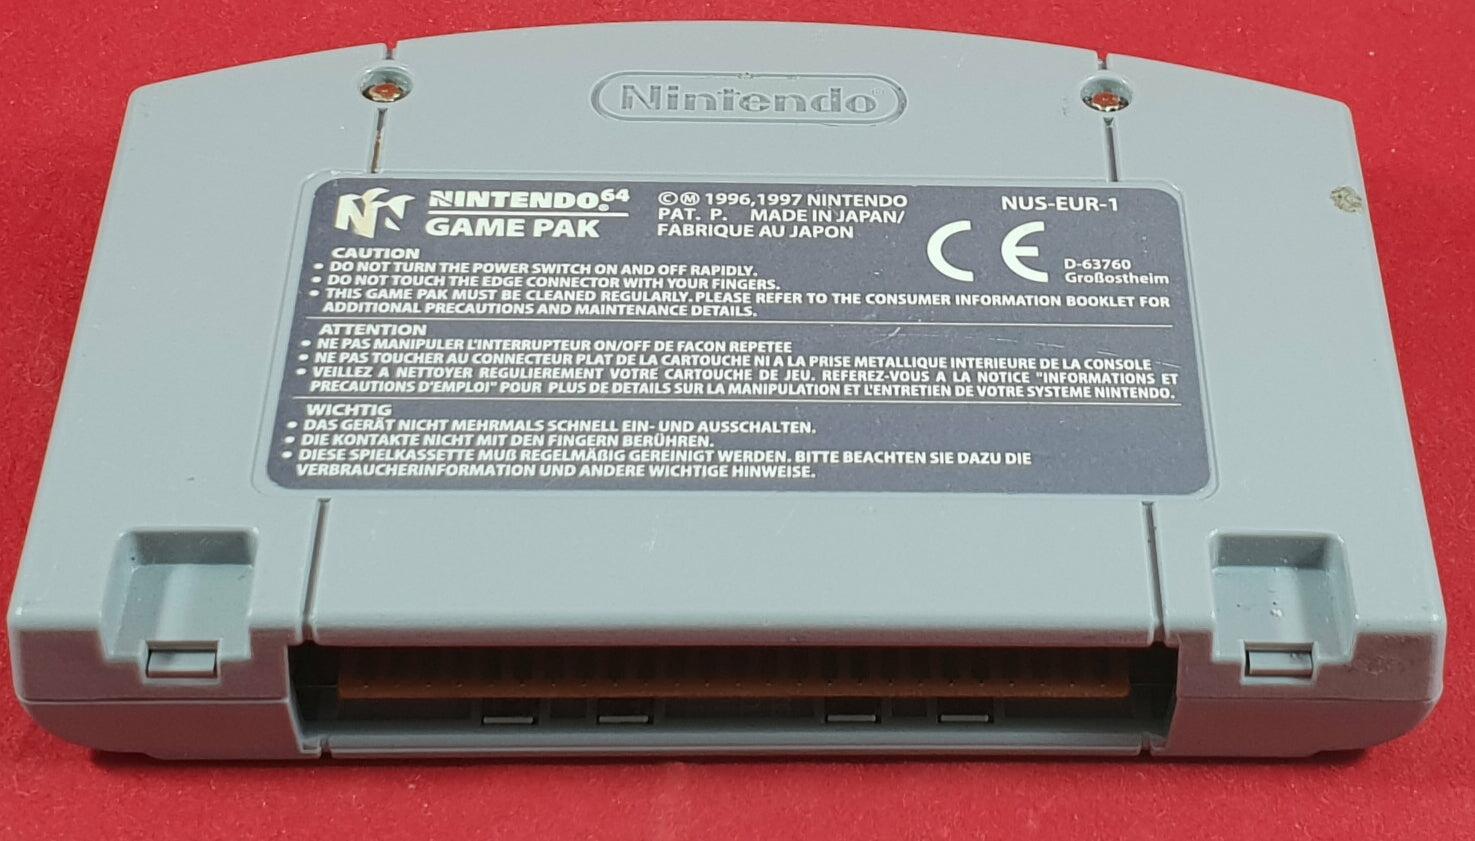 Nintendo®
NINTENDO64
GAME PAK
©Ⓜ 1996,1997 NINTENDO
PAT. P. MADE IN JAPAN/
FABRIQUE AU JAPON
NUS-EUR-1
CE
D-63760
Großostheim
CAUTION
• DO NOT TURN THE POWER SWITCH ON AND OFF RAPIDLY.
• DO NOT TOUCH THE EDGE CONNECTOR WITH YOUR FINGERS.
• THIS GAME PAK MUST BE CLEANED REGULARLY. PLEASE REFER TO THE CONSUMER INFORMATION BOOKLET FOR
ADDITIONAL PRECAUTIONS AND MAINTENANCE DETAILS.
ATTENTION
• NE PAS MANIPULER L'INTERRUPTEUR ON/OFF DE FACON REPETEE
• NE PAS TOUCHER AU CONNECTEUR PLAT DE LA CARTOUCHE NI A LA PRISE METALLIQUE INTERIEURE DE LA CONSOLE
• VEILLEZ A NETTOYER REGULIEREMENT VOTRE CARTOUCHE DE JEU. REFEREZ-VOUS A LA NOTICE "INFORMATIONS ET
PRECAUTIONS D'EMPLOI" POUR PLUS DE DETAILS SUR LA MANIPULATION ET L'ENTRETIEN DE VOTRE SYSTEME NINTENDO.
WICHTIG
• DAS GERÄT NICHT MEHRMALS SCHNELL EIN- UND AUSSCHALTEN.
• DIE KONTAKTE NICHT MIT DEN FINGERN BERÜHREN.
• DIESE SPIELKASSETTE MUß REGELMÄßIG GEREINIGT WERDEN. BITTE BEACHTEN SIE DAZU DIE
VERBRAUCHERINFORMATION UND ANDERE WICHTIGE HINWEISE.